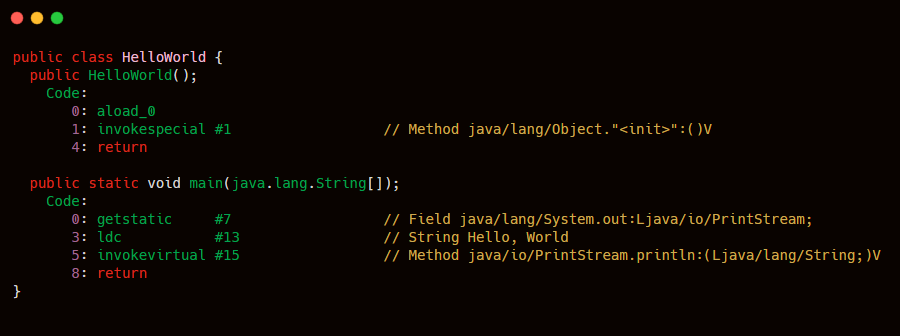 public class HelloWorld {
  public HelloWorld();
    Code:
       0: aload_0
       1: invokespecial #1                  // Method java/lang/Object."<init>":()V
       4: return

  public static void main(java.lang.String[]);
    Code:
       0: getstatic     #7                  // Field java/lang/System.out:Ljava/io/PrintStream;
       3: ldc           #13                 // String Hello, World
       5: invokevirtual #15                 // Method java/io/PrintStream.println:(Ljava/lang/String;)V
       8: return
}